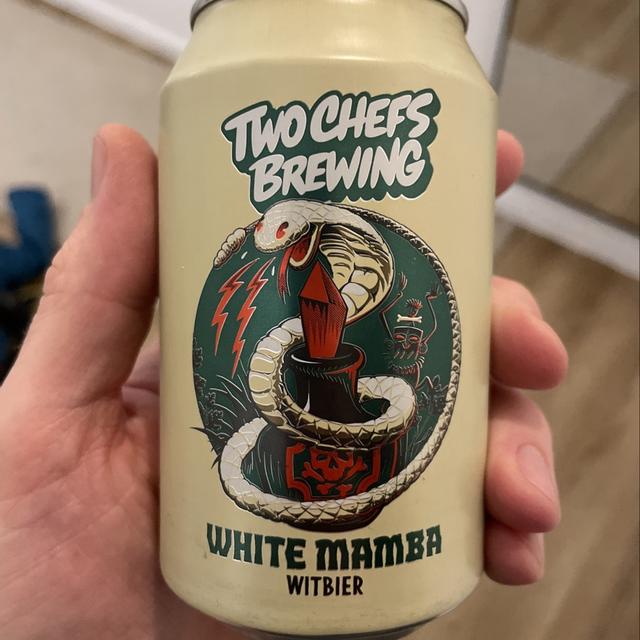 TWO CHEFS
BREWING
WHITE MAMBA
WITBIER